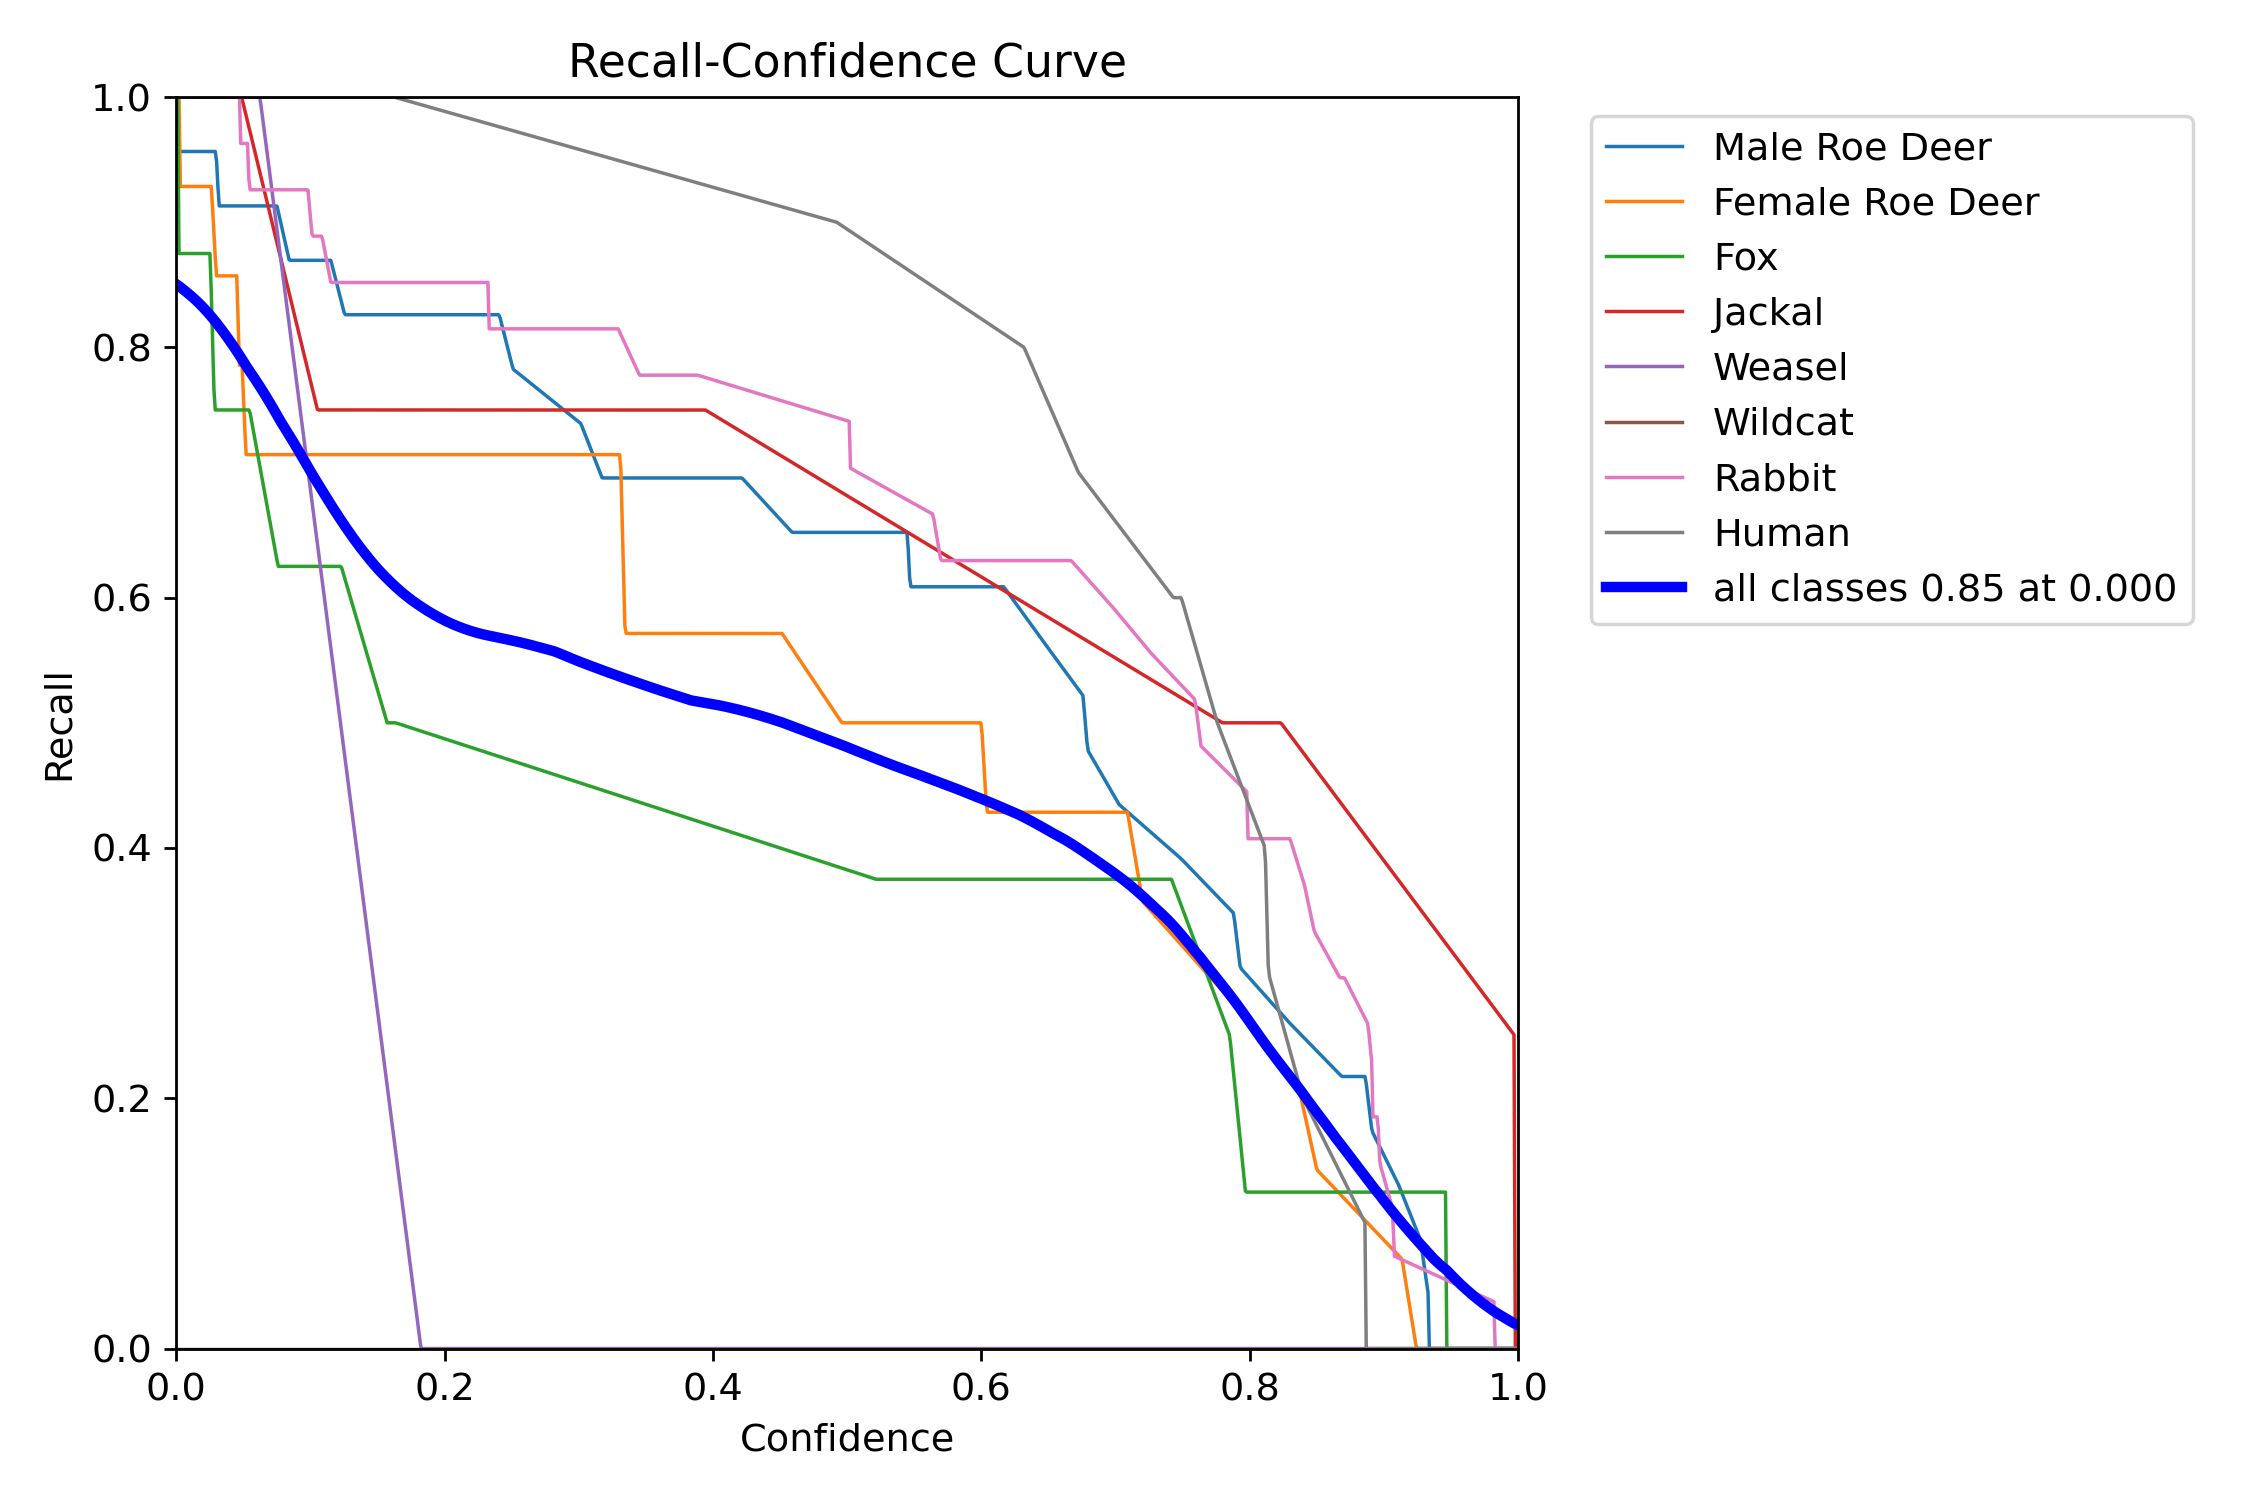 Recall-Confidence Curve
1.0
0.8
0.6
0.4
0.2
0.0
Recall
0.0 0.2 0.4 0.6 0.8 1.0
Confidence
Male Roe Deer
Female Roe Deer
Fox
Jackal
Weasel
Wildcat
Rabbit
Human
all classes 0.85 at 0.000